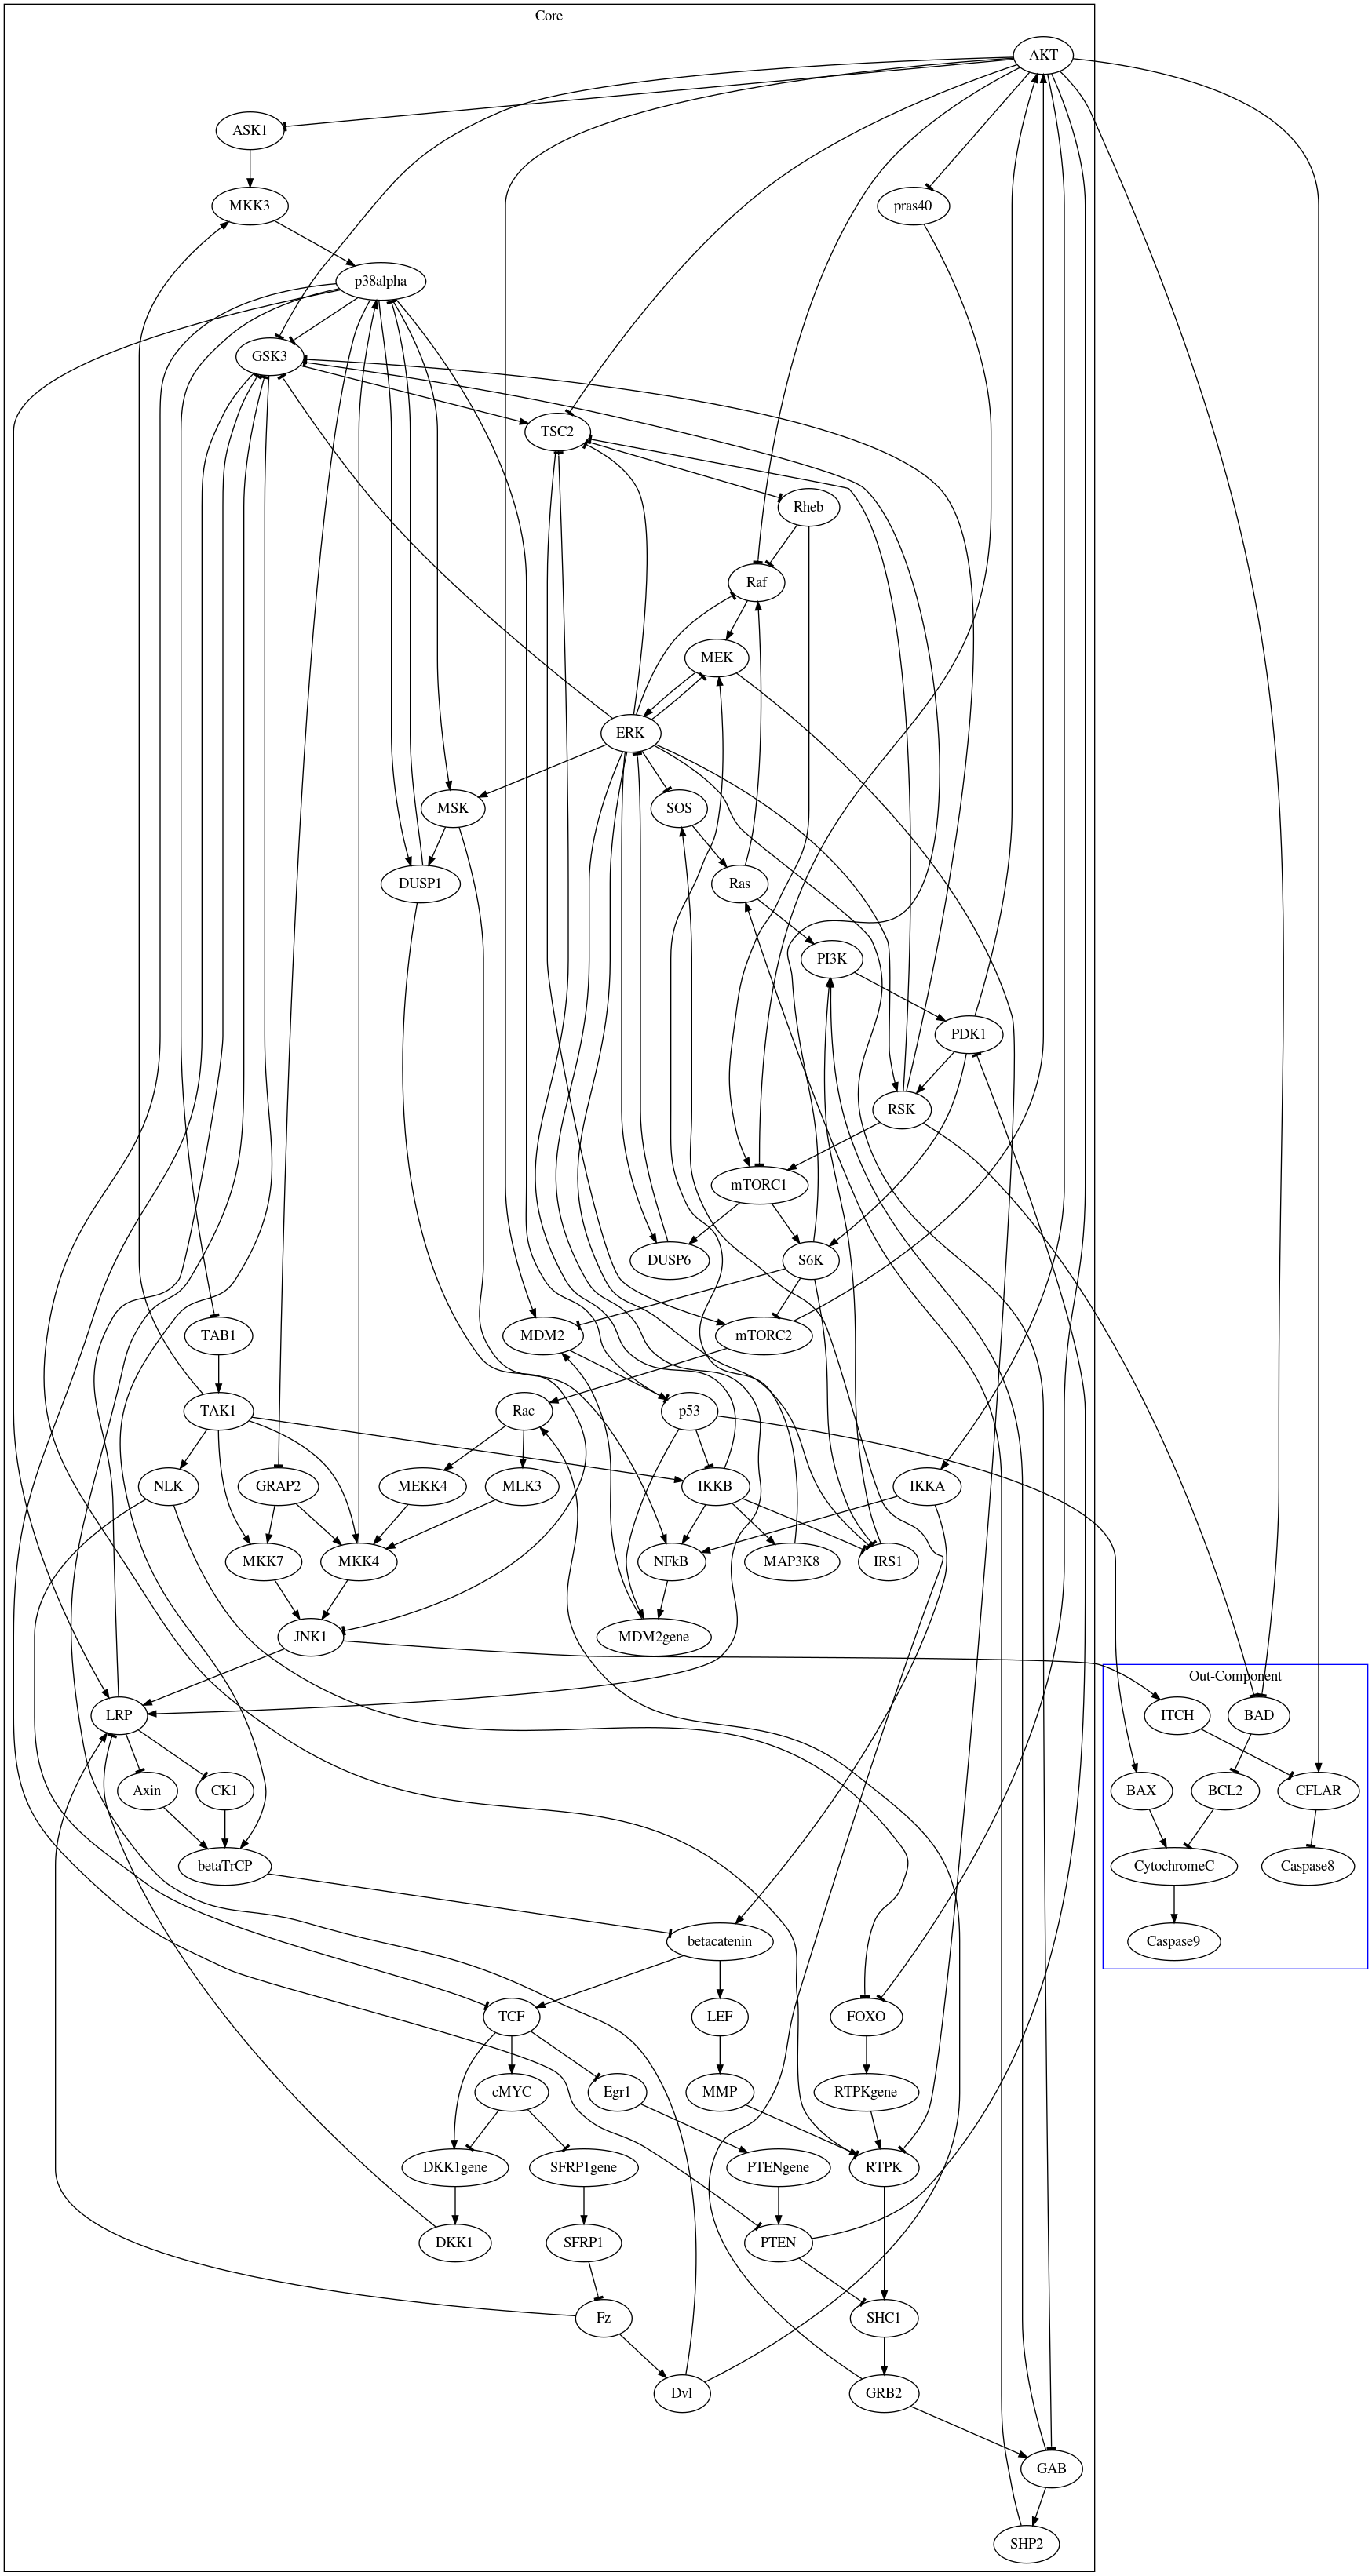 Core
AKT
ASK1
MKK3
pras40
p38alpha
GSK3
TSC2
Rheb
Raf
MEK
ERK
MSK
SOS
DUSP1
Ras
PI3K
PDK1
RSK
mTORC1
DUSP6
S6K
TAB1
MDM2
mTORC2
TAK1
Rac
p53
NLK
GRAP2
MEKK4
MLK3
IKKB
IKKA
MKK7
MKK4
NFkB
MAP3K8
IRS1
JNK1
MDM2gene
Out-Component
LRP
ITCH
BAD
Axin
CK1
BAX
BCL2
CFLAR
betaTrCP
CytochromeC
Caspase8
betacatenin
Caspase9
TCF
LEF
FOXO
cMYC
Egr1
MMP
RTPKgene
DKK1gene
SFRP1gene
PTENgene
RTPK
DKK1
SFRP1
PTEN
Fz
SHC1
Dvl
GRB2
GAB
SHP2